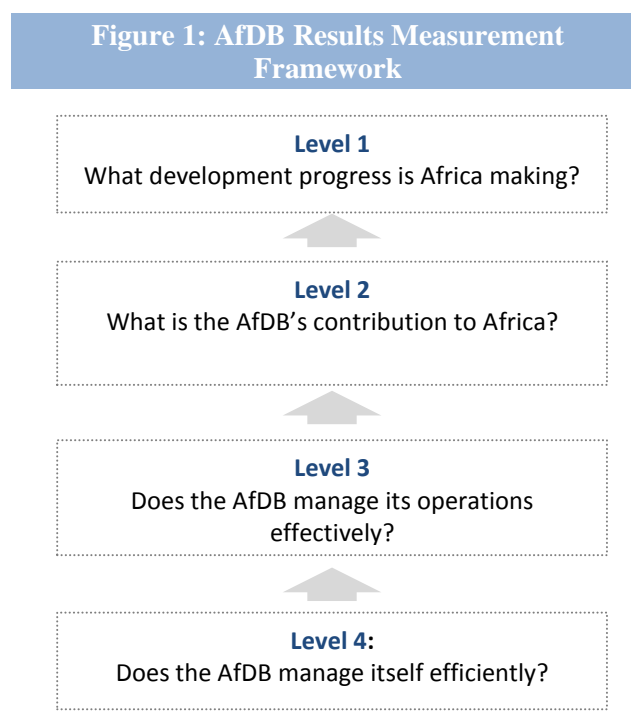 Figure 1: AfDB Results Measurement
Framework
Level 1
What development progress is Africa making?
Level 2
What is the AfDB’s contribution to Africa?
Level 3
Does the AfDB manage its operations
effectively?
Level 4:
Does the AfDB manage itself efficiently?